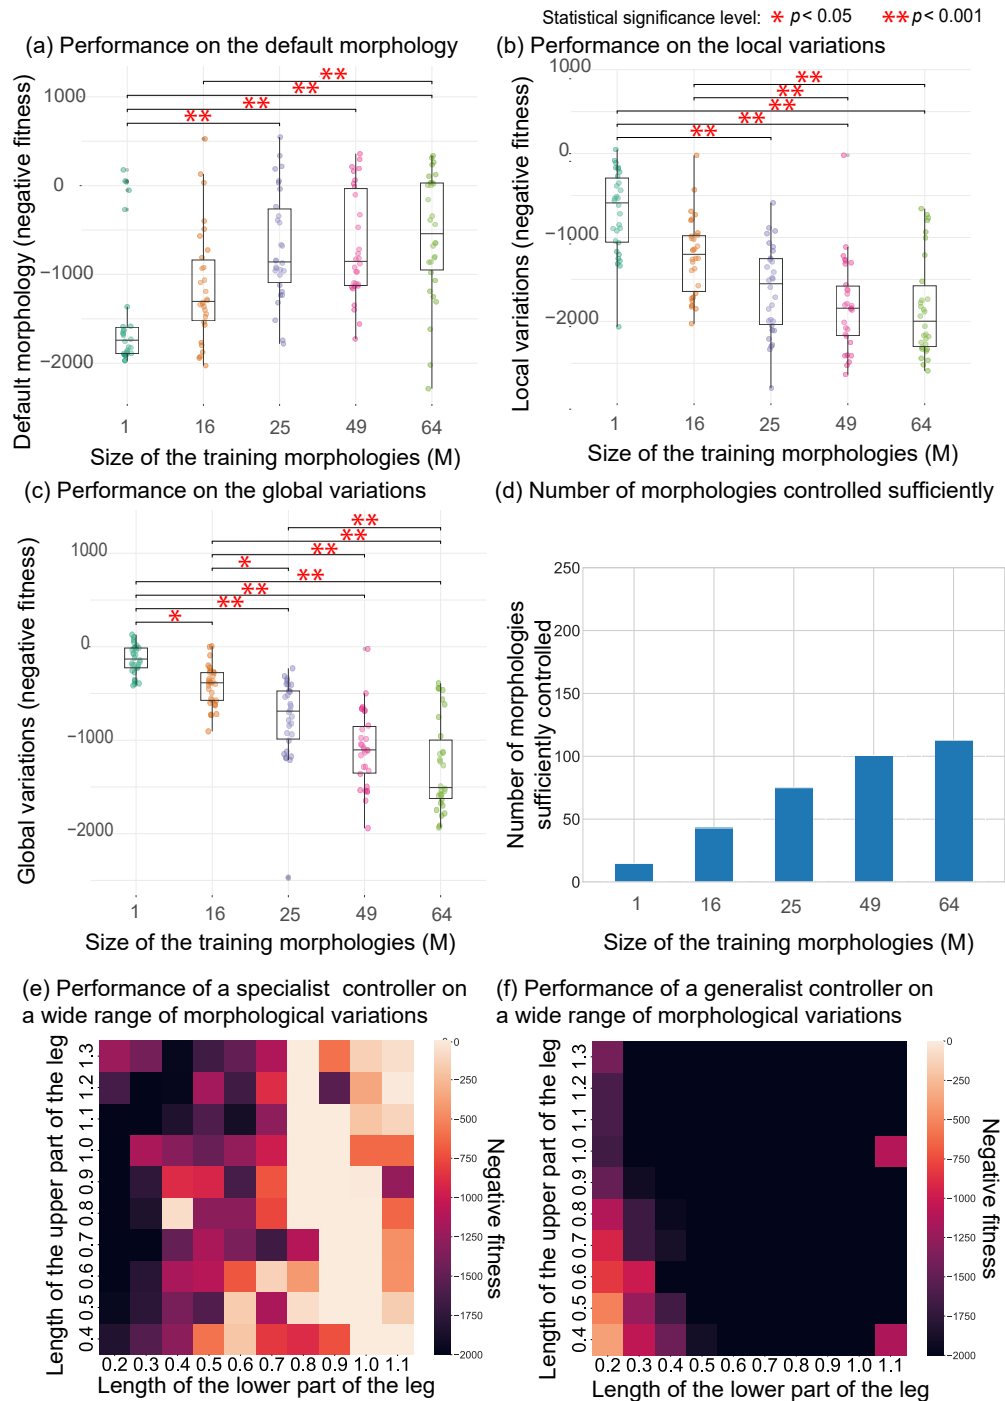 Statistical significance level: * p < 0.05 ** p < 0.001
(a) Performance on the default morphology
Default morphology (negative fitness)
1000
0
−1000
−2000
**
**
**
**
1 16 25 49 64
Size of the training morphologies (M)
(b) Performance on the local variations
Local variations (negative fitness)
1000
0
−1000
−2000
**
**
**
**
**
1 16 25 49 64
Size of the training morphologies (M)
(c) Performance on the global variations
Global variations (negative fitness)
1000
0
−1000
−2000
**
**
**
*
**
**
**
*
1 16 25 49 64
Size of the training morphologies (M)
(d) Number of morphologies controlled sufficiently
Number of morphologies
sufficiently controlled
250
200
150
100
50
0
1 16 25 49 64
Size of the training morphologies (M)
(e) Performance of a specialist controller on
a wide range of morphological variations
Length of the upper part of the leg
1.3
1.2
1.1
1.0
0.9
0.8
0.7
0.6
0.5
0.4
0.2 0.3 0.4 0.5 0.6 0.7 0.8 0.9 1.0 1.1
Length of the lower part of the leg
0
−250
−500
−750
−1000
−1250
−1500
−1750
−2000
Negative fitness
(f) Performance of a generalist controller on
a wide range of morphological variations
Length of the upper part of the leg
1.3
1.2
1.1
1.0
0.9
0.8
0.7
0.6
0.5
0.4
0.2 0.3 0.4 0.5 0.6 0.7 0.8 0.9 1.0 1.1
Length of the lower part of the leg
0
−250
−500
−750
−1000
−1250
−1500
−1750
−2000
Negative fitness